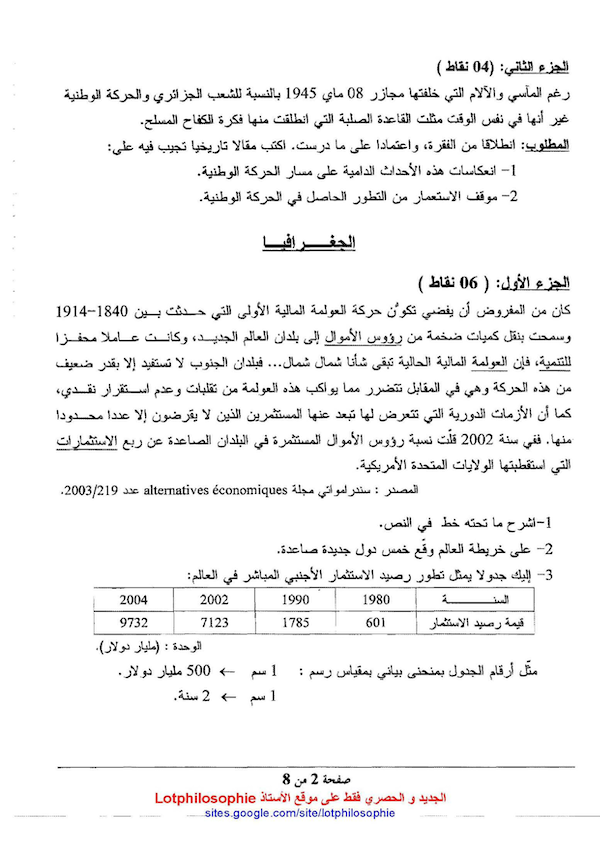 الجزء الثاني: (04 نقاط )
رغم المآسي والآلام التي خلفتها مجازر 08 ماي 1945 بالنسبة للشعب الجزائري و الحركة الوطنية
غير أنها في نفس الوقت مثلت القاعدة الصلبة التي انطلقت منها فكرة الكفاح المسلح.
المطلوب: انطلاقا من الفقرة، واعتمادا على ما درست. اكتب مقالا تاريخيا تجيب فيه على:
1- انعكاسات هذه الأحداث الدامية على مسار الحركة الوطنية.
2- موقف الاستعمار من التطور الحاصل في الحركة الوطنية.
الجغـــرافيــا
الجزء الأول: ( 06 نقاط )
كان من المفروض أن يفضي تكوّن حركة العولمة المالية الأولى التي حـدثت بـين 1840-1914
وسمحت بنقل كميات ضخمة من رؤوس الأموال إلى بلدان العالم الجديـد، وكـانت عـاملا محفـزا
للتنمية، فإن العولمة المالية الحالية تبقى شأنا شمال شمال... فبلدان الجنوب لا تستفيد إلا بقدر ضعيف
من هذه الحركة وهي في المقابل تتضرر مما يواكب هذه العولمة من تقلبات وعدم اسـتقرار نقـدي،
كما أن الأزمات الدورية التي تتعرض لها تبعد عنها المستثمرين الذين لا يقرضون إلا عددا محـدودا
منها. ففي سنة 2002 قلّت نسبة رؤوس الأموال المستثمرة في البلدان الصاعدة عن ربع الاستثمارات
التي استقطبتها الولايات المتحدة الأمريكية.
المصدر : سندرلمواتي مجلة alternatives économiques عدد 2003/219.
1-اشرح ما تحته خط في النص.
2- على خريطة العالم وقّع خمس دول جديدة صاعدة.
3- إليك جدولا يمثل تطور رصيد الاستثمار الأجنبي المباشر في العالم:
السنــــــــة 1980 1990 2002 2004
قيمة رصيد الاستثمار 601 1785 7123 9732
الوحدة : (مليار دولار).
مثّل أرقام الجدول بمنحنى بياني بمقياس رسم : 1 سم ← 500 مليار دولار.
1 سم ← 2 سنة.
صفحة 2 من 8
الجديد و الحصري فقط على موقع الأستاذ Lotphilosophie
sites.google.com/site/lotphilosophie